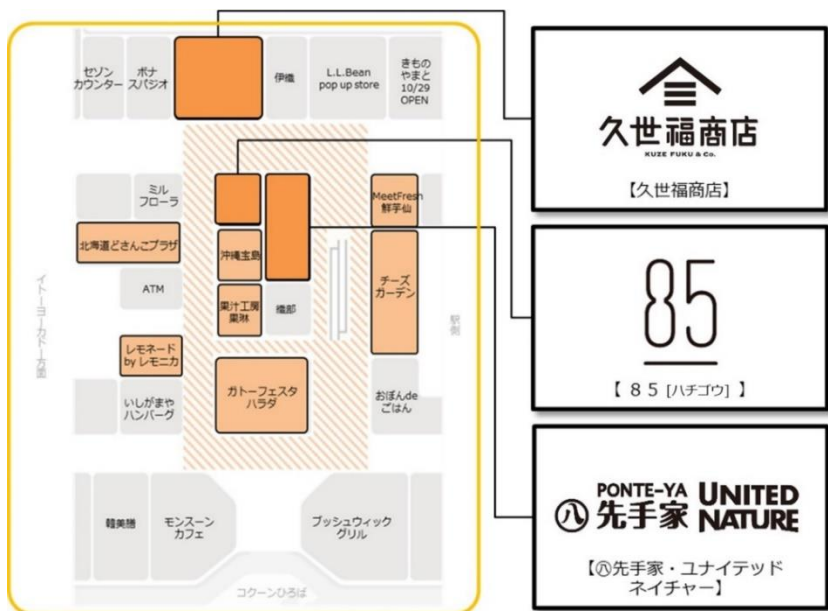 セゾン
カウンター
ボナ
スパジオ
伊織
L.L.Bean
pop up store
きもの
やまと
10/29
OPEN
ミル
フローラ
MeetFresh
鮮芋仙
北海道どさんこプラザ
沖縄宝島
チーズ
ガーデン
ATM
果汁工房
果琳
織部
イトーヨーカドー方面
駅側
レモネード
by レモニカ
ガトーフェスタ
ハラダ
いしがまや
ハンバーグ
おぼんde
ごはん
韓美膳
モンスーン
カフェ
ブッシュウィック
グリル
コクーンひろば
久世福商店
KUZE FUKU & Co.
【久世福商店】
85
【 8 5 [ハチゴウ] 】
㊇ PONTE-YA
先手家
UNITED
NATURE
【㊇先手家・ユナイテッド
ネイチャー】